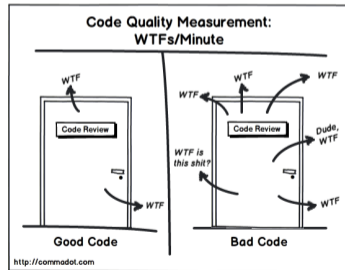 Code Quality Measurement:
WTFs/Minute
WTF
Code Review
WTF
Good Code
WTF
WTF
WTF
Code Review
Dude,
WTF
WTF is
this shit?
WTF
Bad Code
http://commadot.com